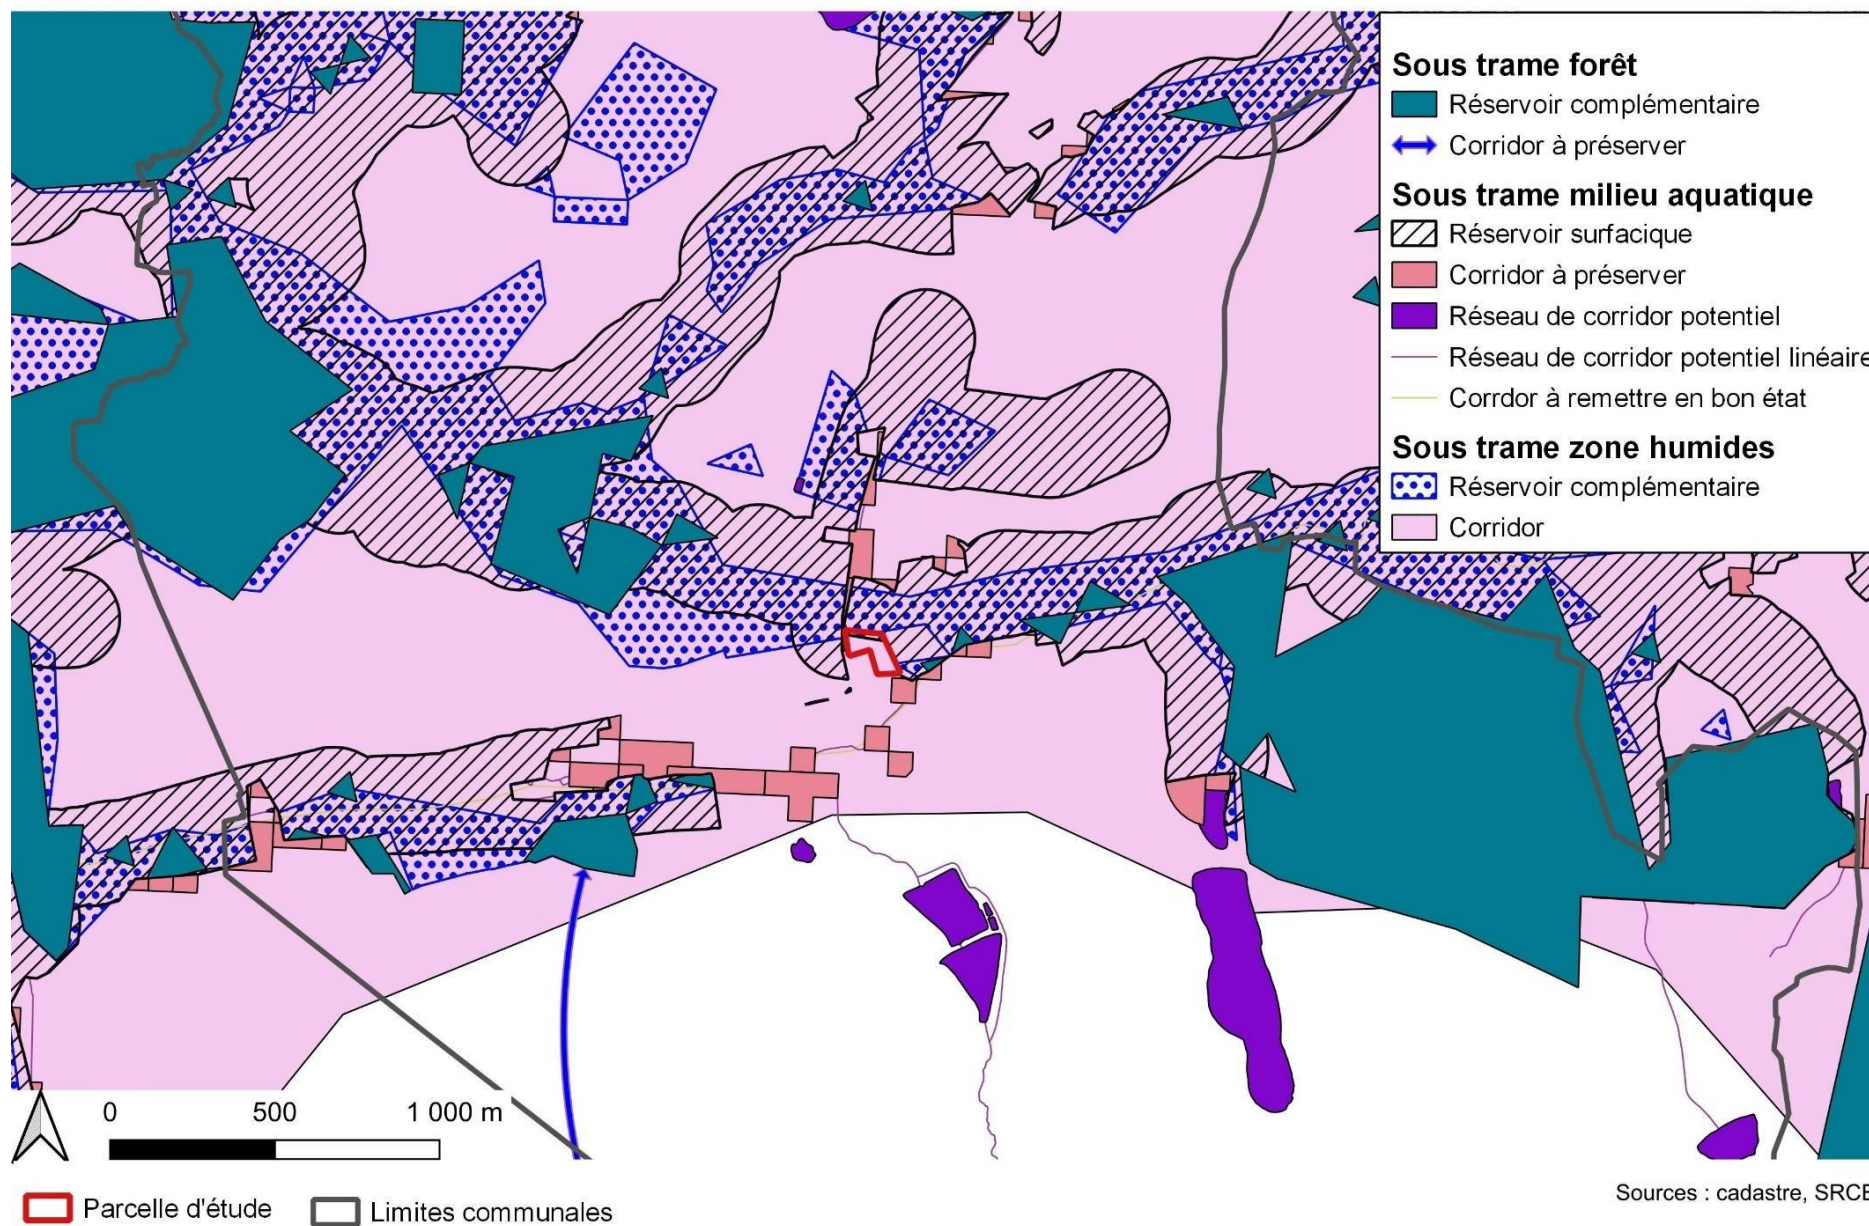 Sous trame forêt
Réservoir complémentaire
Corridor à préserver
Sous trame milieu aquatique
Réservoir surfacique
Corridor à préserver
Réseau de corridor potentiel
Réseau de corridor potentiel linéaire
Corrdor à remettre en bon état
Sous trame zone humides
Réservoir complémentaire
Corridor
0 500 1 000 m
Parcelle d'étude Limites communales
Sources : cadastre, SRCE